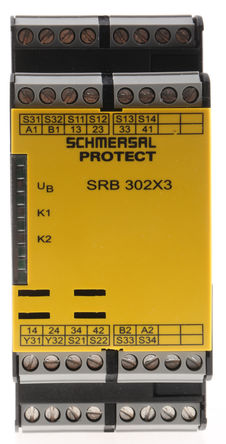 S31 S32 S11 S12 S13 S14
A1 B1 13 23 33 41
SCHMERSAL
PROTECT
UB SRB 302X3
K1
K2
14 24 34 42 B2 A2
Y31 Y32 S21 S22 S33 S34